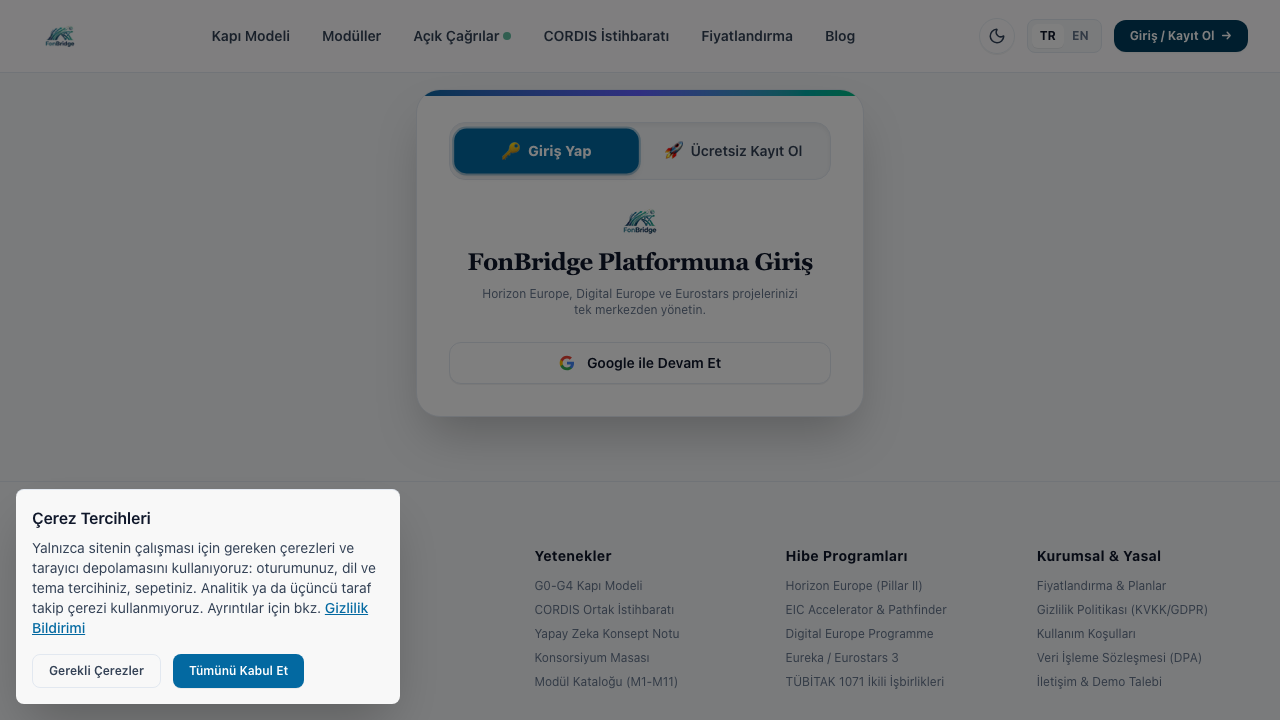 FonBridge
Kapı Modeli
Modüller
Açık Çağrılar
CORDIS İstihbaratı
Fiyatlandırma
Blog
TR
EN
Giriş / Kayıt Ol →
🔑 Giriş Yap
🚀 Ücretsiz Kayıt Ol
FonBridge
FonBridge Platformuna Giriş
Horizon Europe, Digital Europe ve Eurostars projelerinizi
tek merkezden yönetin.
Google ile Devam Et
Çerez Tercihleri
Yalnızca sitenin çalışması için gereken çerezleri ve
tarayıcı depolamasını kullanıyoruz: oturumunuz, dil ve
tema tercihiniz, sepetiniz. Analitik ya da üçüncü taraf
takip çerezi kullanmıyoruz. Ayrıntılar için bkz. Gizlilik
Bildirimi
Gerekli Çerezler
Tümünü Kabul Et
Yetenekler
G0-G4 Kapı Modeli
CORDIS Ortak İstihbaratı
Yapay Zeka Konsept Notu
Konsorsiyum Masası
Modül Kataloğu (M1-M11)
Hibe Programları
Horizon Europe (Pillar II)
EIC Accelerator & Pathfinder
Digital Europe Programme
Eureka / Eurostars 3
TÜBİTAK 1071 İkili İşbirlikleri
Kurumsal & Yasal
Fiyatlandırma & Planlar
Gizlilik Politikası (KVKK/GDPR)
Kullanım Koşulları
Veri İşleme Sözleşmesi (DPA)
İletişim & Demo Talebi